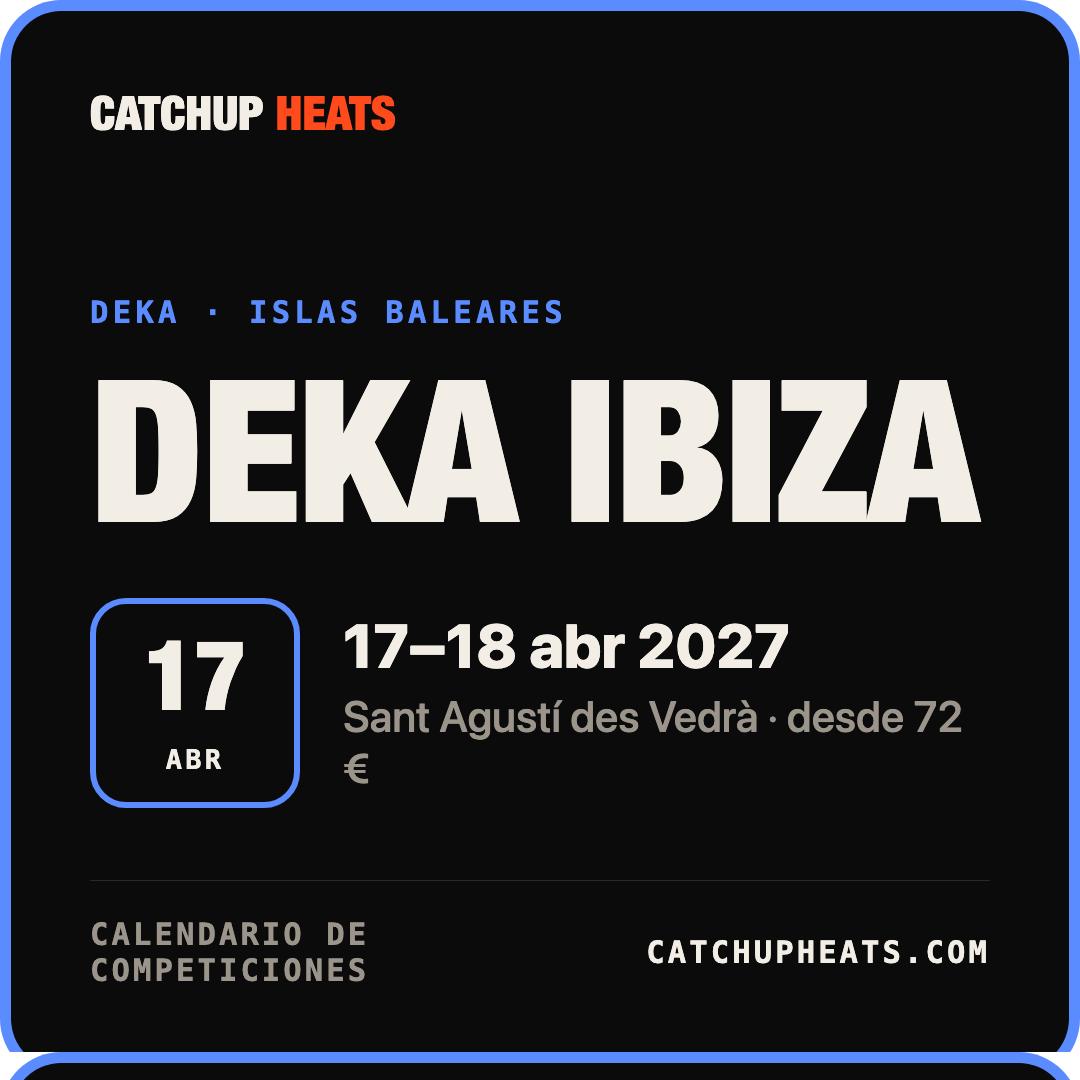 CATCHUP HEATS
DEKA · ISLAS BALEARES
DEKA IBIZA
17
ABR
17–18 abr 2027
Sant Agustí des Vedrà · desde 72
€
CALENDARIO DE
COMPETICIONES
CATCHUPHEATS.COM